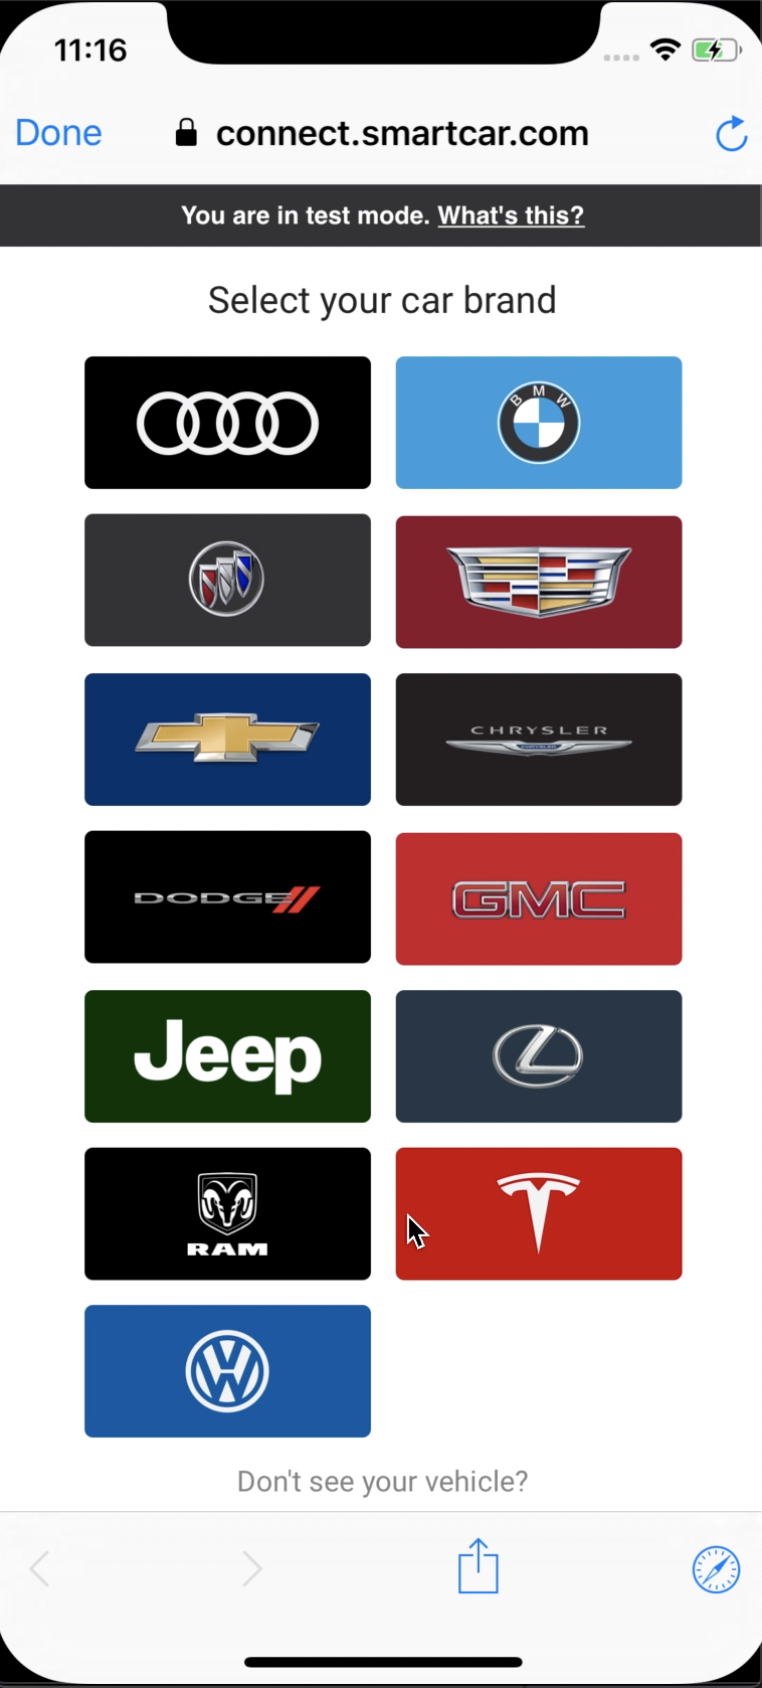 11:16
Done connect.smartcar.com
You are in test mode. What's this?
Select your car brand
BMW
CHRYSLER
DODGE
GMC
Jeep
RAM
Don't see your vehicle?